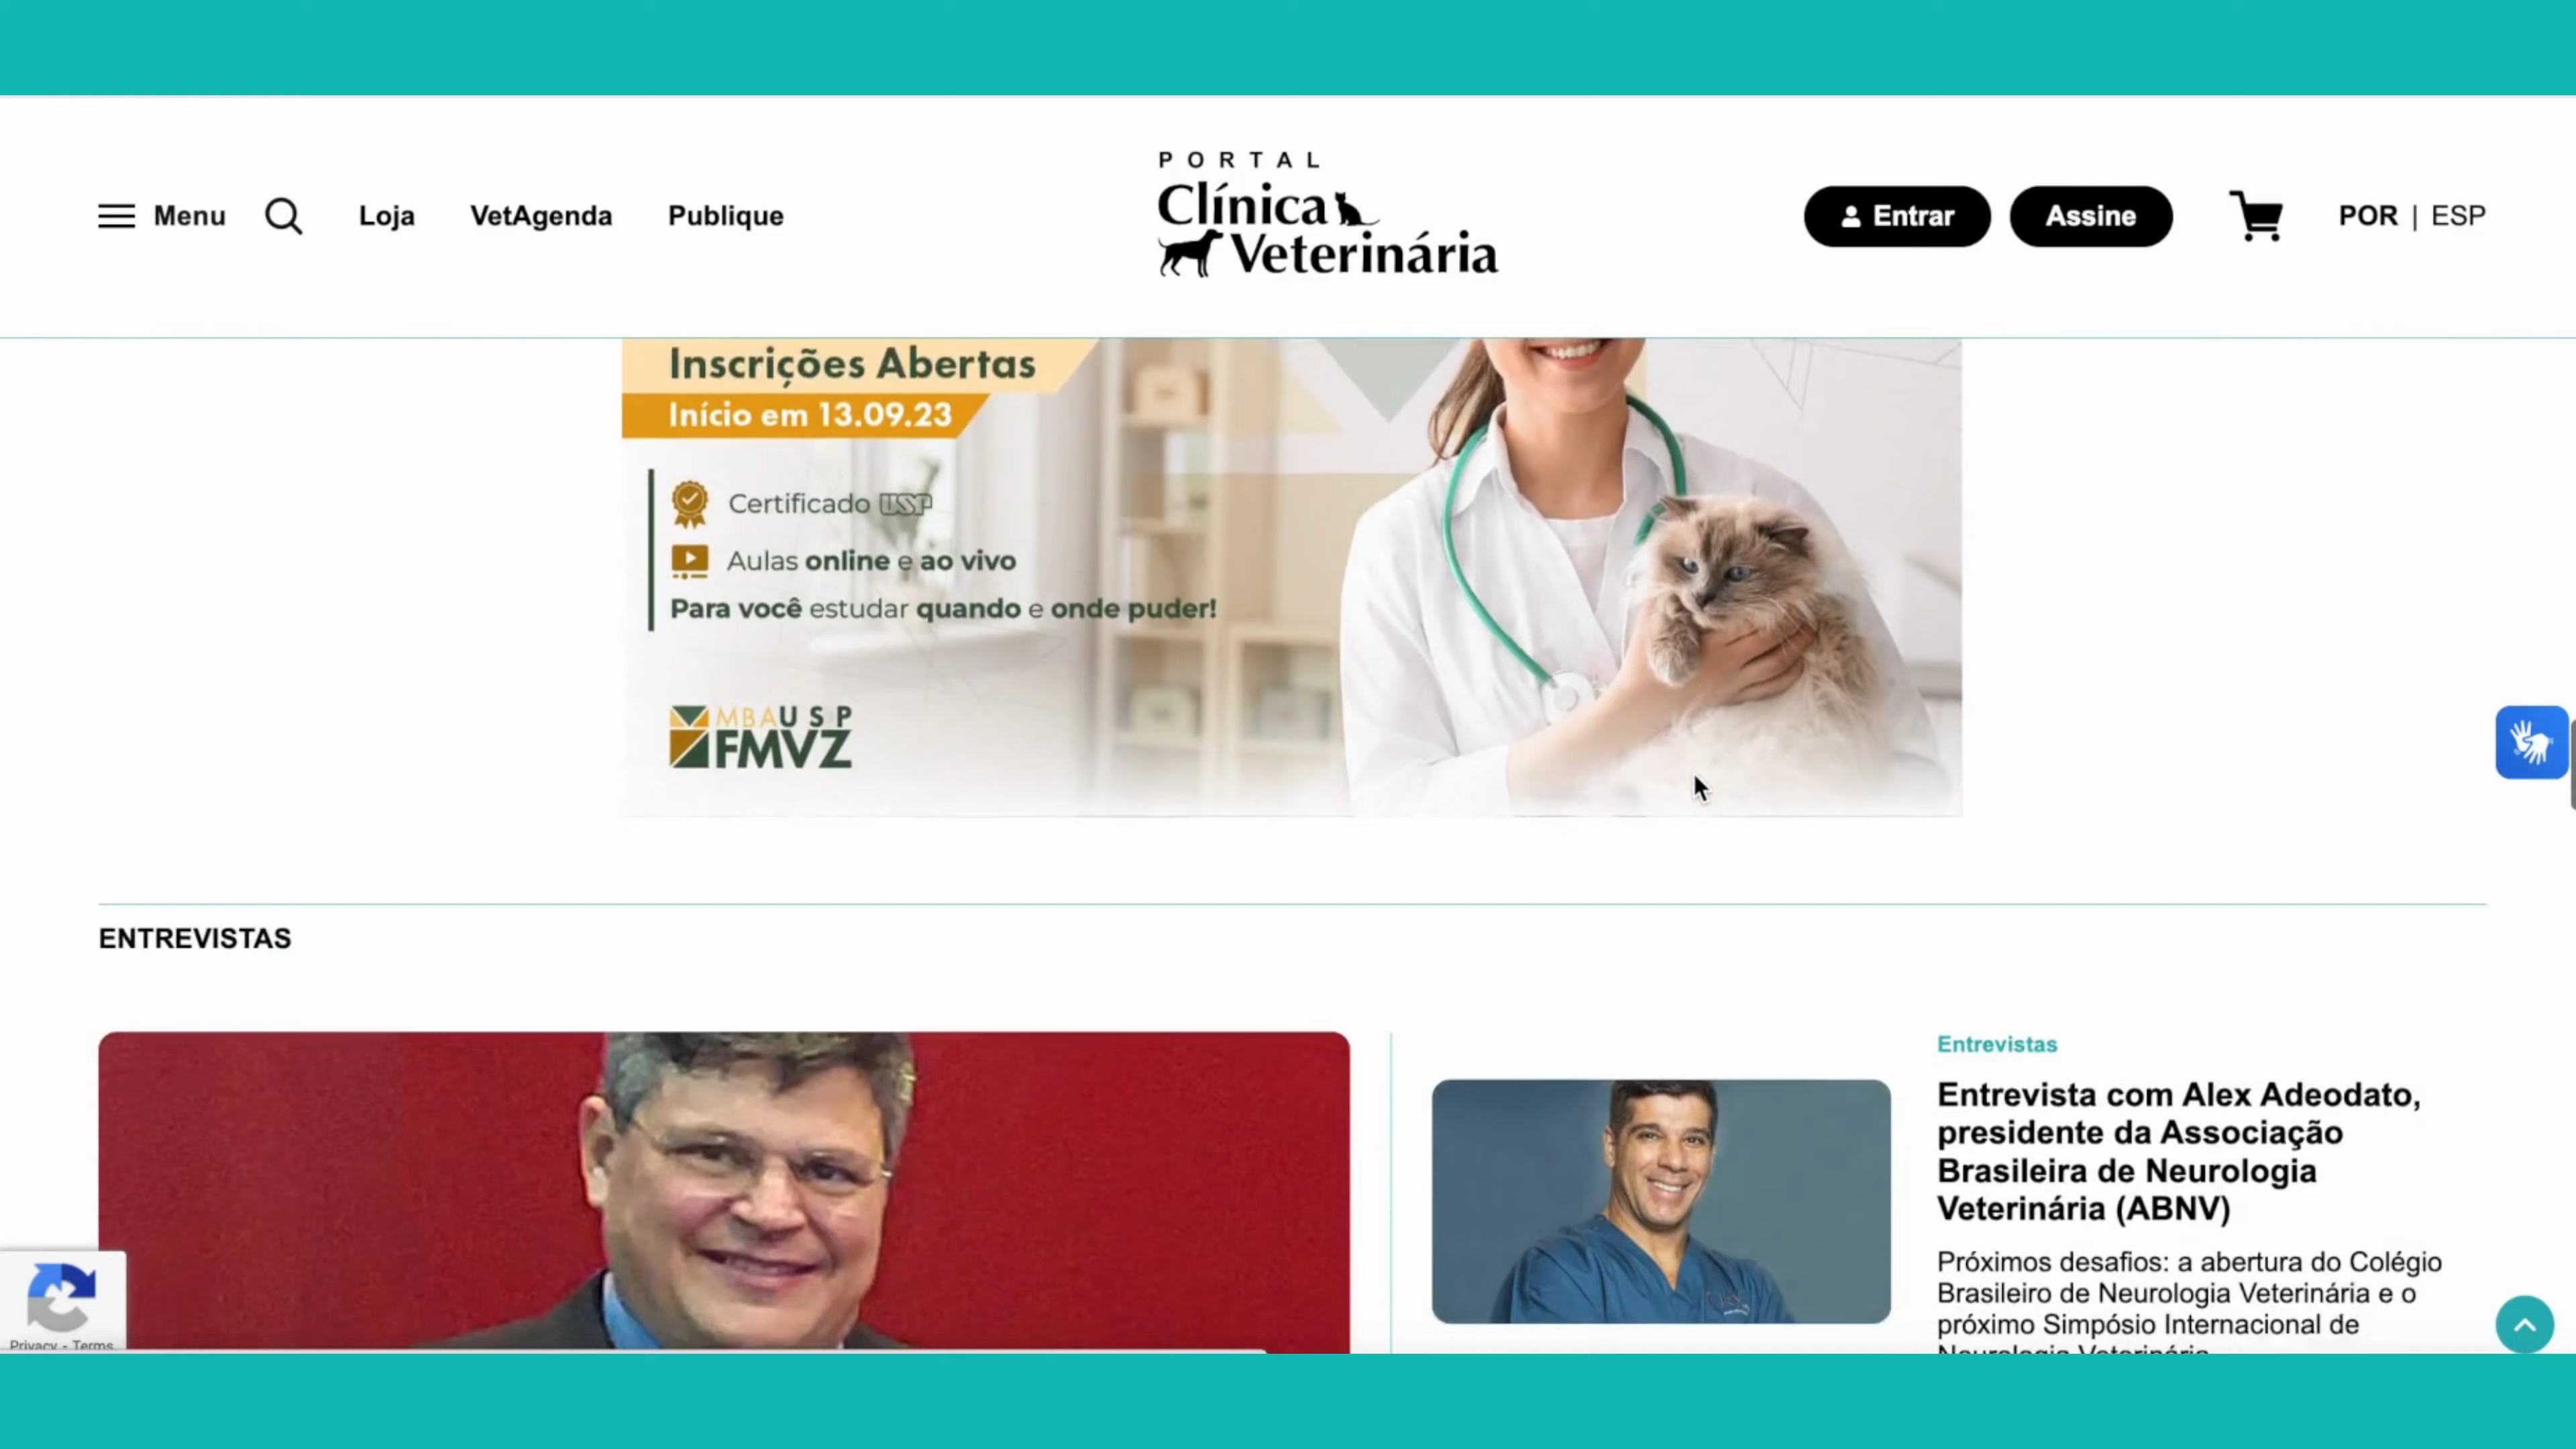 Menu
Loja
VetAgenda
Publique
PORTAL
Clínica
Veterinária
Entrar
Assine
POR | ESP
Inscrições Abertas
Início em 13.09.23
Certificado USP
Aulas online e ao vivo
Para você estudar quando e onde puder!
MBAUSP
FMVZ
ENTREVISTAS
Entrevistas
Entrevista com Alex Adeodato,
presidente da Associação
Brasileira de Neurologia
Veterinária (ABNV)
Próximos desafios: a abertura do Colégio
Brasileiro de Neurologia Veterinária e o
próximo Simpósio Internacional de
Neurologia Veterinária
Privacy - Terms